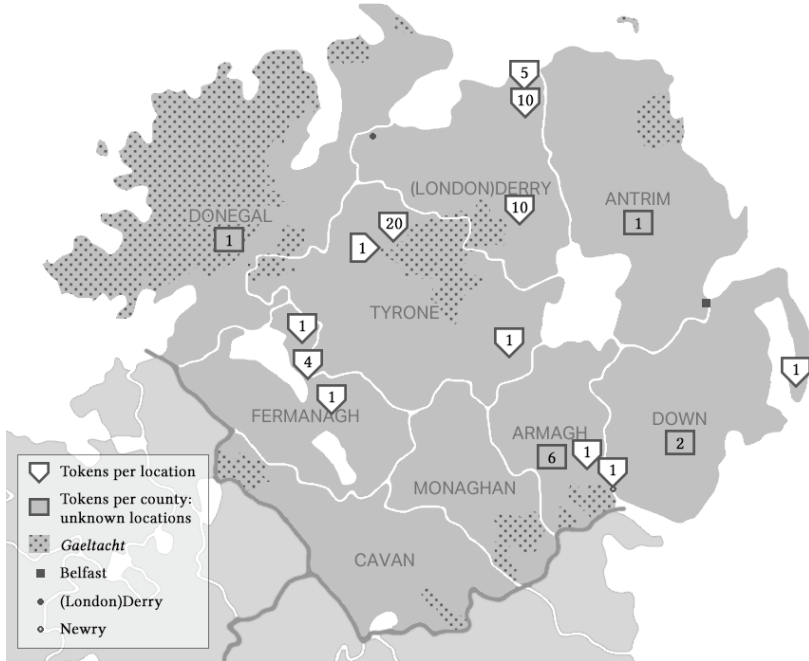 5
10
(LONDON)DERRY
ANTRIM
10
1
DONEGAL
1
20
1
TYRONE
1
1
4
1
1
FERMANAGH
ARMAGH
6
1
1
DOWN
2
MONAGHAN
CAVAN
Tokens per location
Tokens per county:
unknown locations
Gaeltacht
Belfast
(London)Derry
Newry